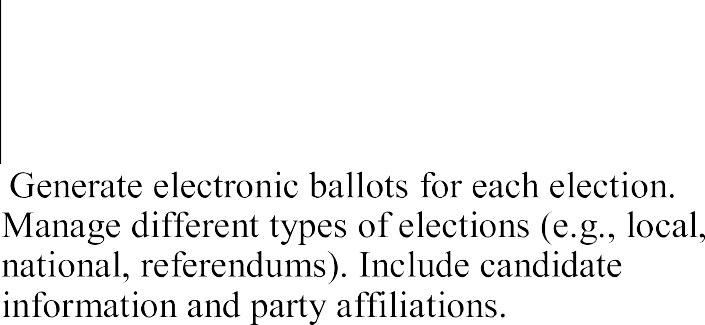 Generate electronic ballots for each election.
Manage different types of elections (e.g., local,
national, referendums). Include candidate
information and party affiliations.